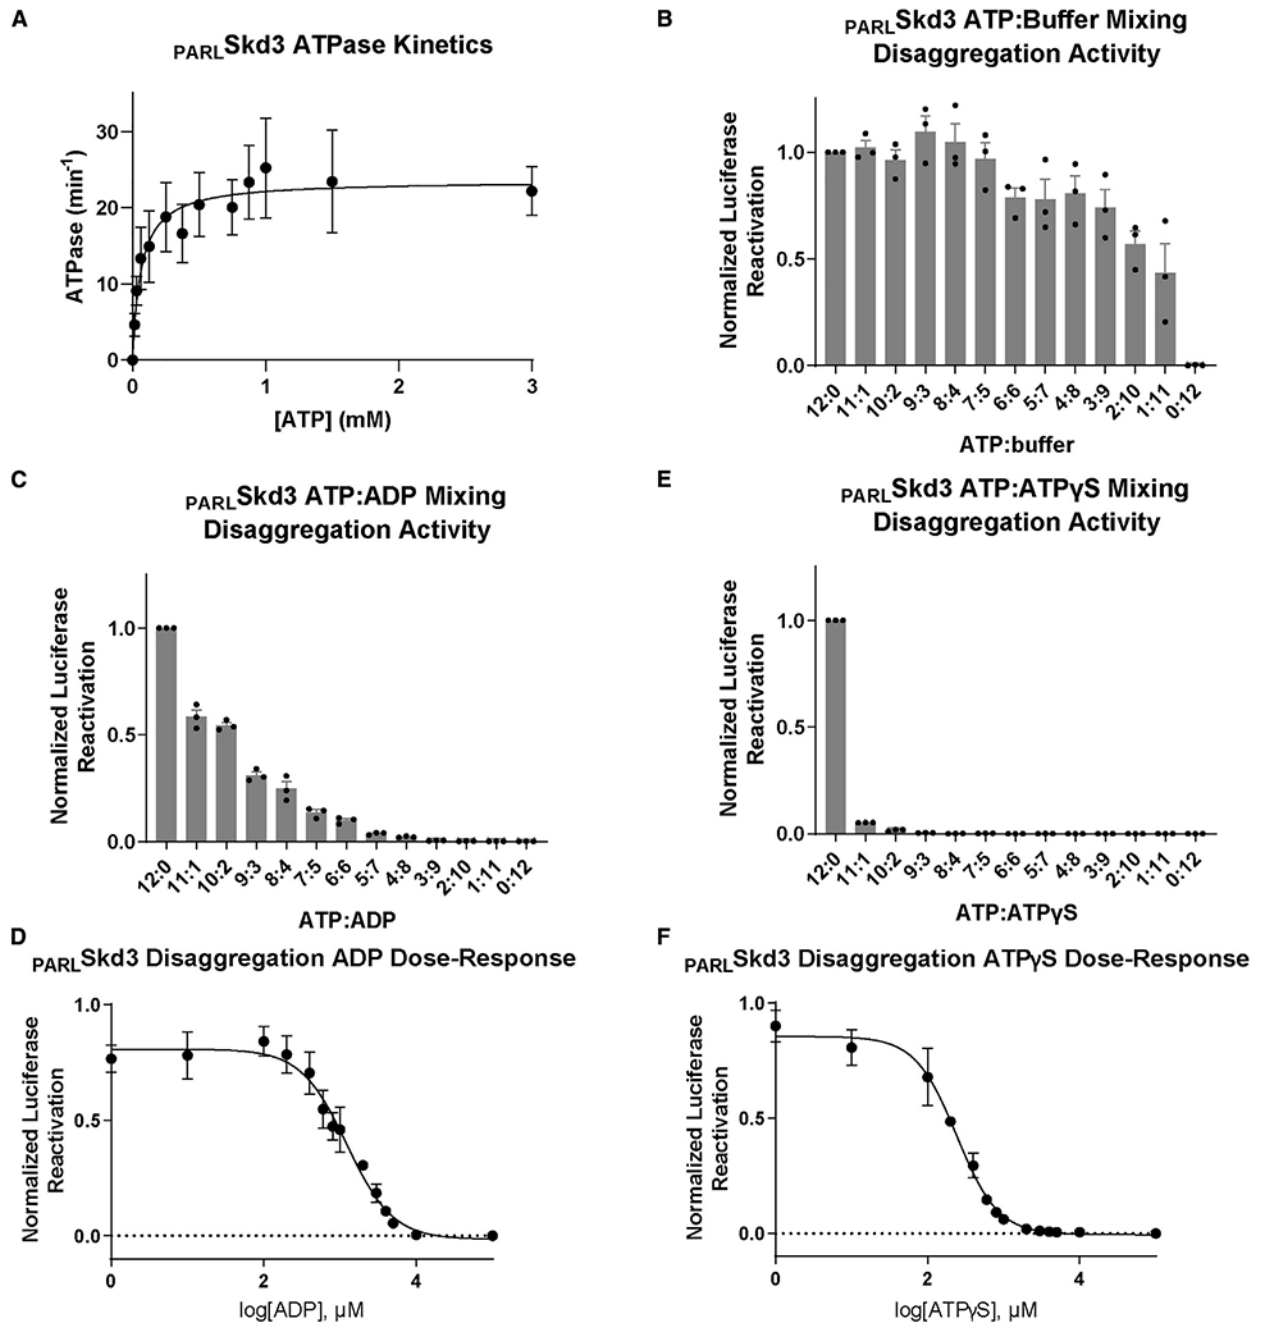 A
PARLSkd3 ATPase Kinetics
ATPase (min-1)
30
20
10
0
0
1
2
3
[ATP] (mM)
B
PARLSkd3 ATP:Buffer Mixing
Disaggregation Activity
Normalized Luciferase
Reactivation
1.0
0.5
0.0
12:0
11:1
10:2
9:3
8:4
7:5
6:6
5:7
4:8
3:9
2:10
1:11
0:12
ATP:buffer
C
PARLSkd3 ATP:ADP Mixing
Disaggregation Activity
Normalized Luciferase
Reactivation
1.0
0.5
0.0
12:0
11:1
10:2
9:3
8:4
7:5
6:6
5:7
4:8
3:9
2:10
1:11
0:12
ATP:ADP
E
PARLSkd3 ATP:ATPγS Mixing
Disaggregation Activity
Normalized Luciferase
Reactivation
1.0
0.5
0.0
12:0
11:1
10:2
9:3
8:4
7:5
6:6
5:7
4:8
3:9
2:10
1:11
0:12
ATP:ATPγS
D
PARLSkd3 Disaggregation ADP Dose-Response
Normalized Luciferase
Reactivation
1.0
0.5
0.0
0
2
4
log[ADP], μM
F
PARLSkd3 Disaggregation ATPγS Dose-Response
Normalized Luciferase
Reactivation
1.0
0.5
0.0
0
2
4
log[ATPγS], μM